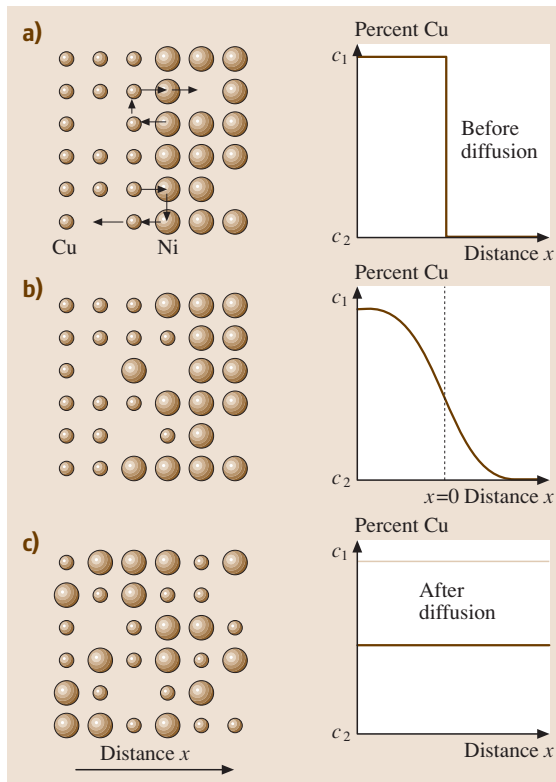 a)
Percent Cu
c1
Before
diffusion
c2
Distance x
Cu
Ni
b)
Percent Cu
c1
c2
x=0 Distance x
c)
Percent Cu
c1
After
diffusion
c2
Distance x
Distance x